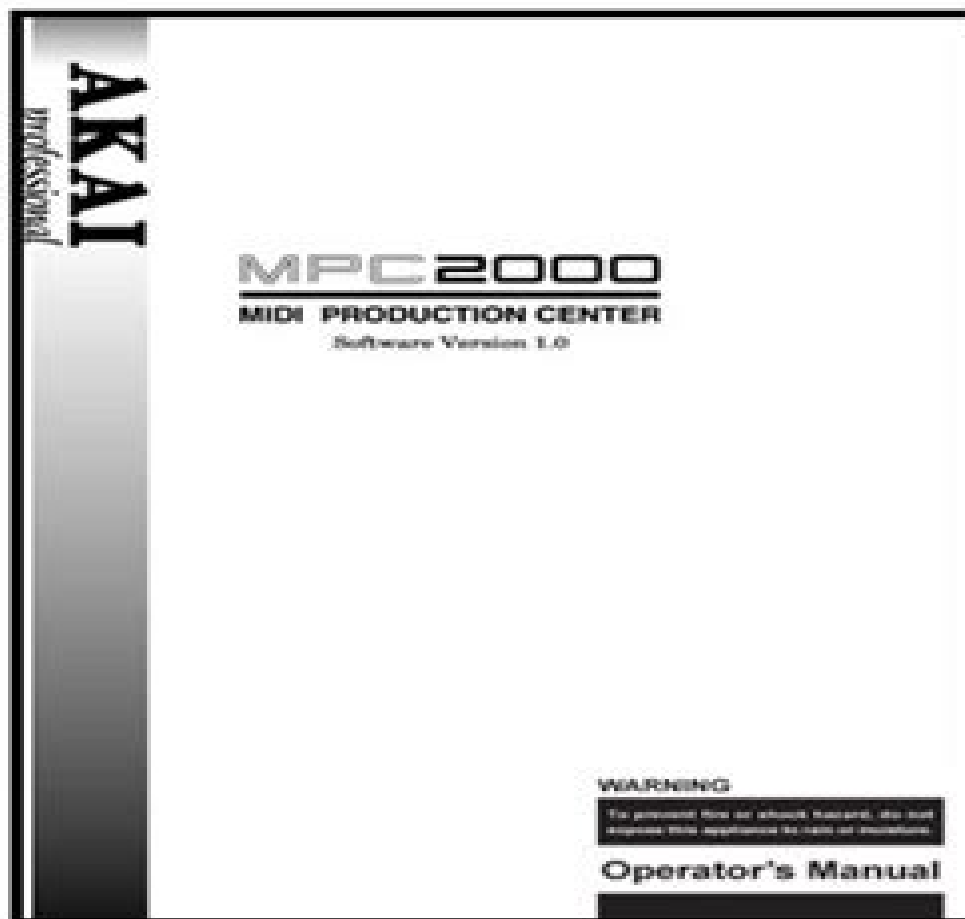 AKAI
professional
MPC2000
MIDI PRODUCTION CENTER
Software Version 1.0
WARNING
To prevent fire or shock hazard, do not
expose this appliance to rain or moisture.
Operator's Manual